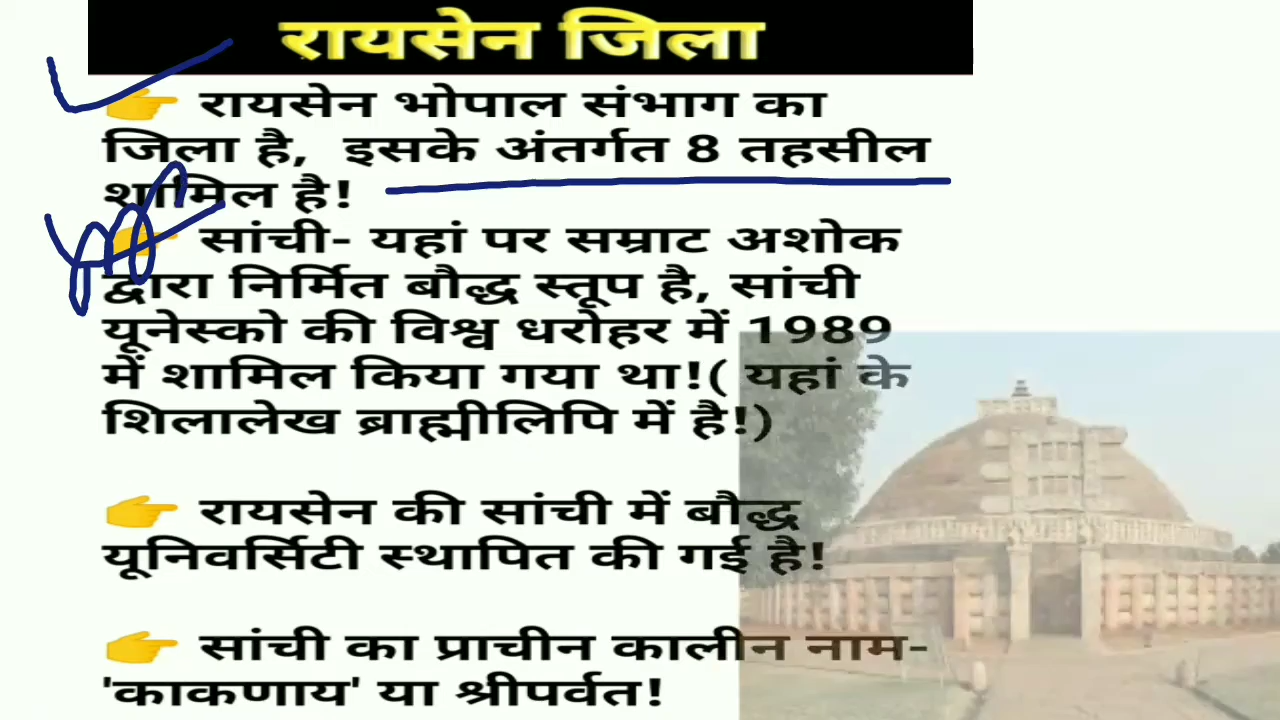 रायसेन जिला
👉 रायसेन भोपाल संभाग का
जिला है, इसके अंतर्गत 8 तहसील
शामिल है!
👉 सांची- यहां पर सम्राट अशोक
द्वारा निर्मित बौद्ध स्तूप है, सांची
यूनेस्को की विश्व धरोहर में 1989
में शामिल किया गया था!( यहां के
शिलालेख ब्राह्मीलिपि में है!)
👉 रायसेन की सांची में बौद्ध
यूनिवर्सिटी स्थापित की गई है!
👉 सांची का प्राचीन कालीन नाम-
'काकणाय' या श्रीपर्वत!